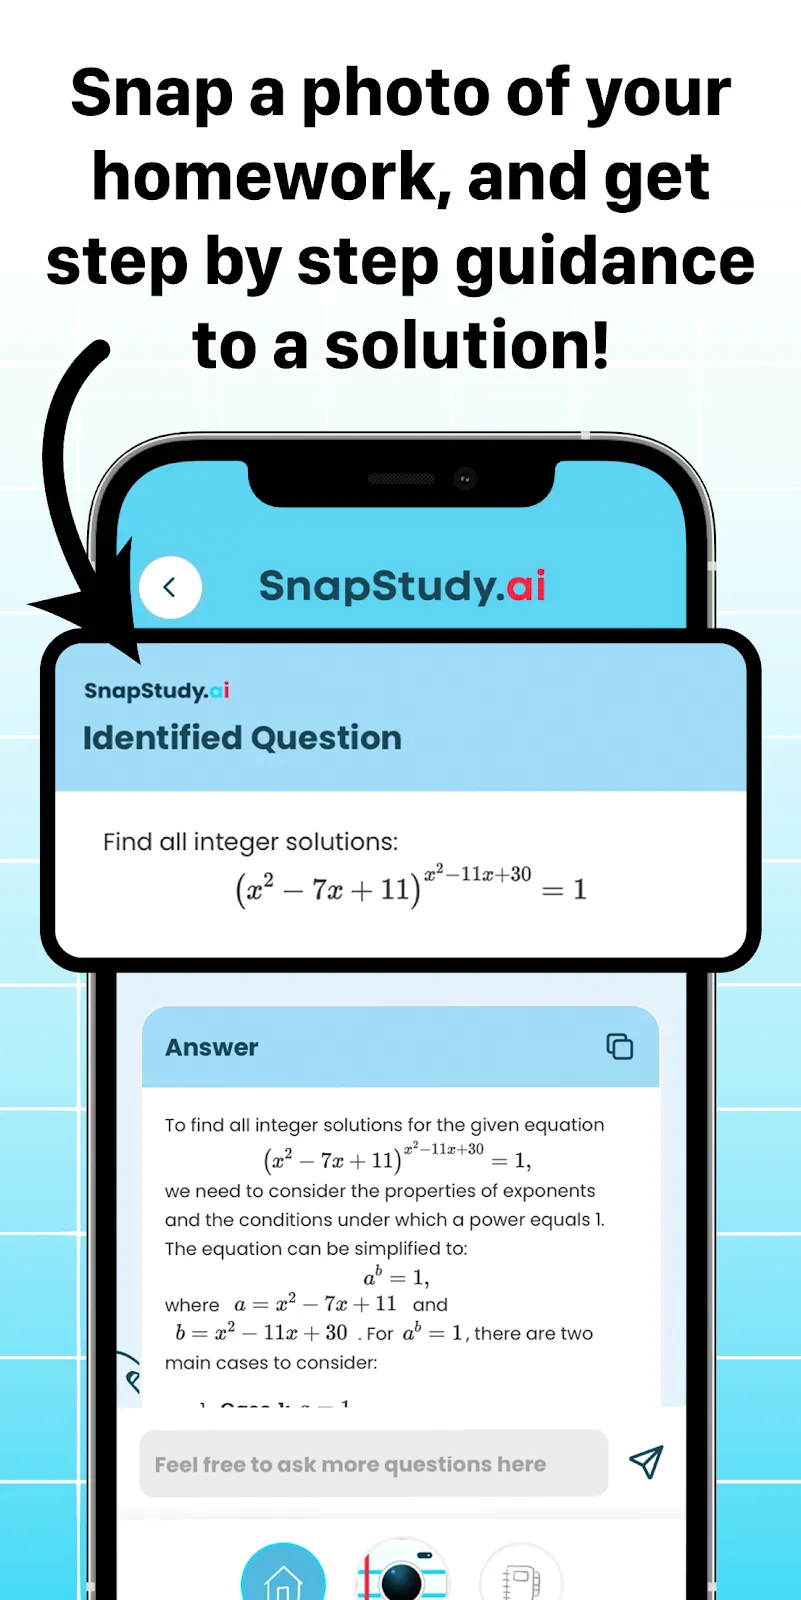 Snap a photo of your
homework, and get
step by step guidance
to a solution!
SnapStudy.ai
SnapStudy.ai
Identified Question
Find all integer solutions:
(x² − 7x + 11)^{x²−11x+30} = 1
Answer
To find all integer solutions for the given equation
(x² − 7x + 11)^{x²−11x+30} = 1,
we need to consider the properties of exponents
and the conditions under which a power equals 1.
The equation can be simplified to:
a^b = 1,
where a = x² − 7x + 11 and
b = x² − 11x + 30 . For a^b = 1, there are two
main cases to consider:
Feel free to ask more questions here